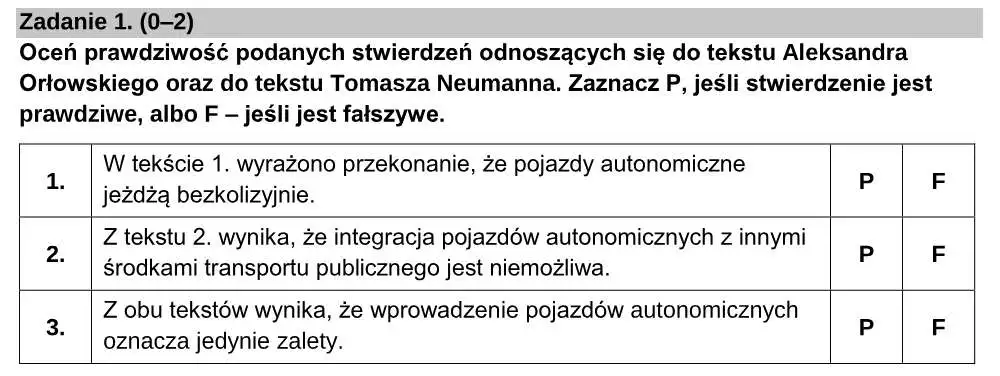 Zadanie 1. (0–2)
Oceń prawdziwość podanych stwierdzeń odnoszących się do tekstu Aleksandra
Orłowskiego oraz do tekstu Tomasza Neumanna. Zaznacz P, jeśli stwierdzenie jest
prawdziwe, albo F – jeśli jest fałszywe.
1. W tekście 1. wyrażono przekonanie, że pojazdy autonomiczne
jeżdżą bezkolizyjnie. P F
2. Z tekstu 2. wynika, że integracja pojazdów autonomicznych z innymi
środkami transportu publicznego jest niemożliwa. P F
3. Z obu tekstów wynika, że wprowadzenie pojazdów autonomicznych
oznacza jedynie zalety. P F